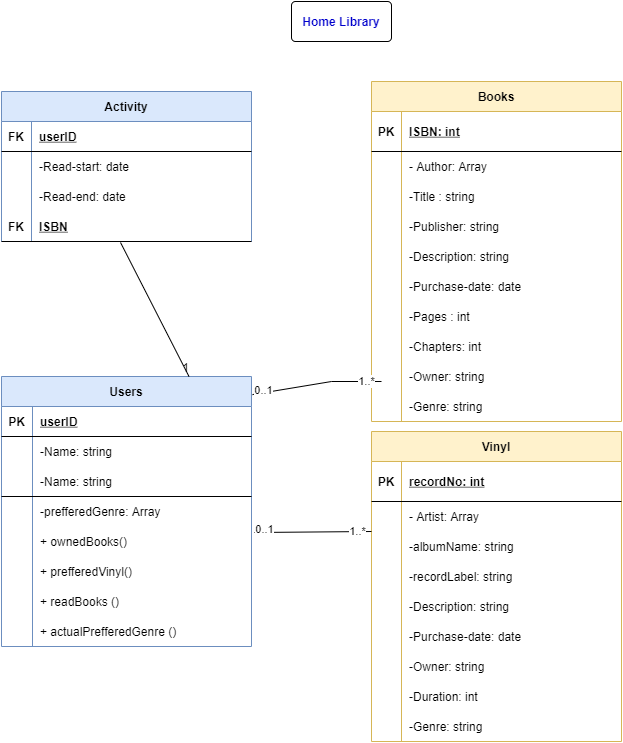 Home Library
Activity
FK userID
-Read-start: date
-Read-end: date
FK ISBN
Books
PK ISBN: int
- Author: Array
-Title : string
-Publisher: string
-Description: string
-Purchase-date: date
-Pages : int
-Chapters: int
-Owner: string
-Genre: string
1
0..1
1..*
Users
PK userID
-Name: string
-Name: string
-prefferedGenre: Array
+ ownedBooks()
+ prefferedVinyl()
+ readBooks ()
+ actualPrefferedGenre ()
0..1
1..*
Vinyl
PK recordNo: int
- Artist: Array
-albumName: string
-recordLabel: string
-Description: string
-Purchase-date: date
-Owner: string
-Duration: int
-Genre: string